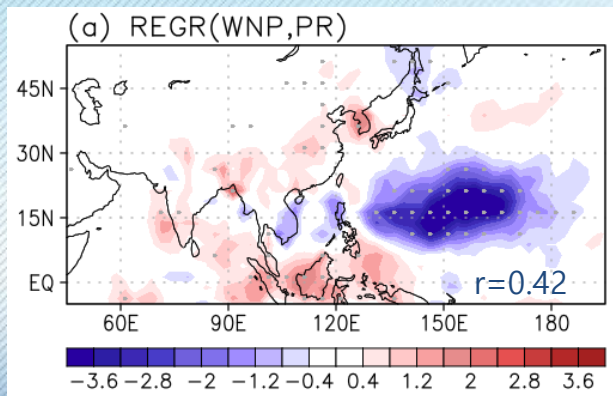 (a) REGR(WNP,PR)
45N
30N
15N
EQ
r=0.42
60E 90E 120E 150E 180
−3.6 −2.8 −2 −1.2 −0.4 0.4 1.2 2 2.8 3.6